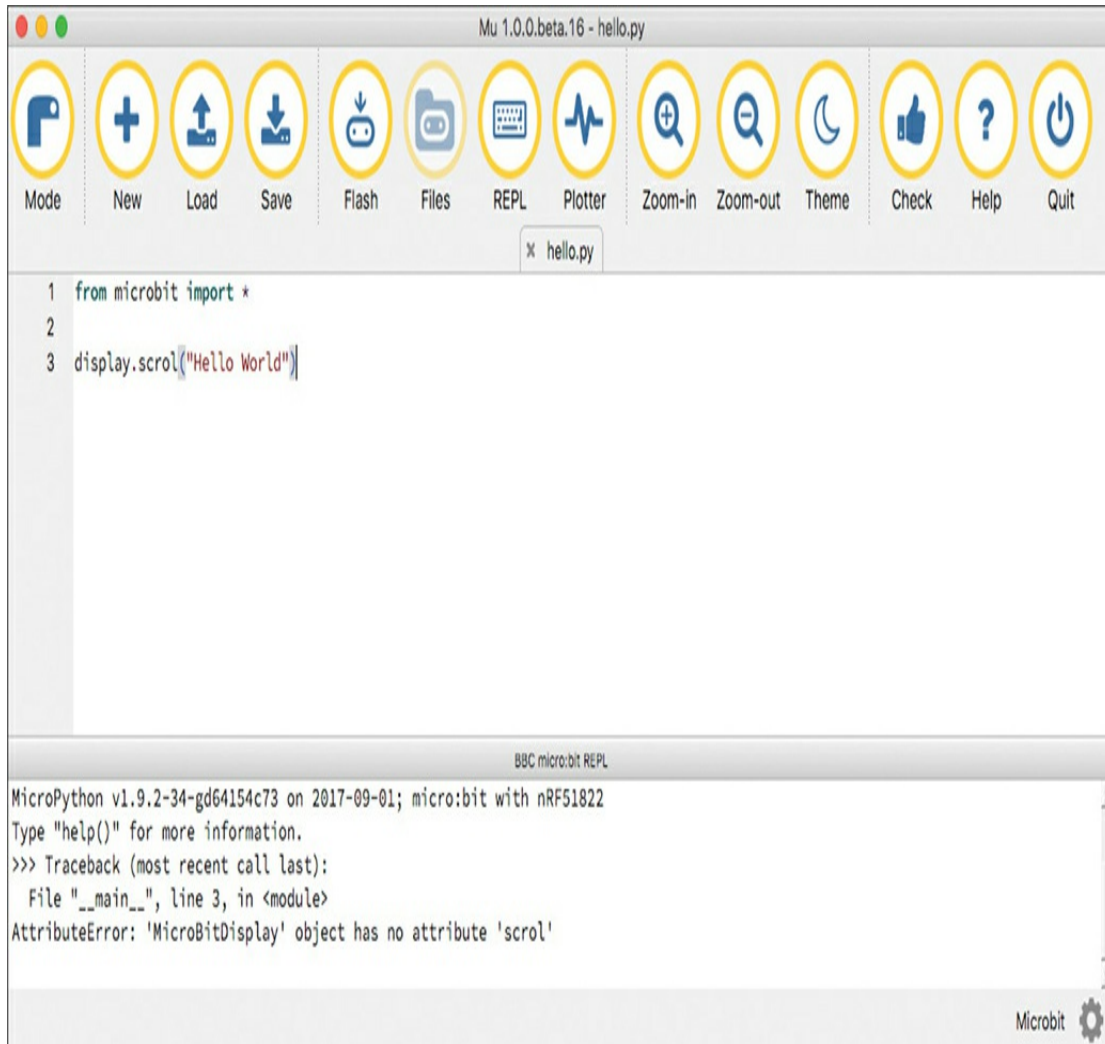 Mu 1.0.0.beta.16 - hello.py
Mode New Load Save Flash Files REPL Plotter Zoom-in Zoom-out Theme Check Help Quit
hello.py
1 from microbit import *
2
3 display.scrol("Hello World")
BBC micro:bit REPL
MicroPython v1.9.2-34-gd64154c73 on 2017-09-01; micro:bit with nRF51822
Type "help()" for more information.
>>> Traceback (most recent call last):
  File "__main__", line 3, in <module>
AttributeError: 'MicroBitDisplay' object has no attribute 'scrol'
Microbit